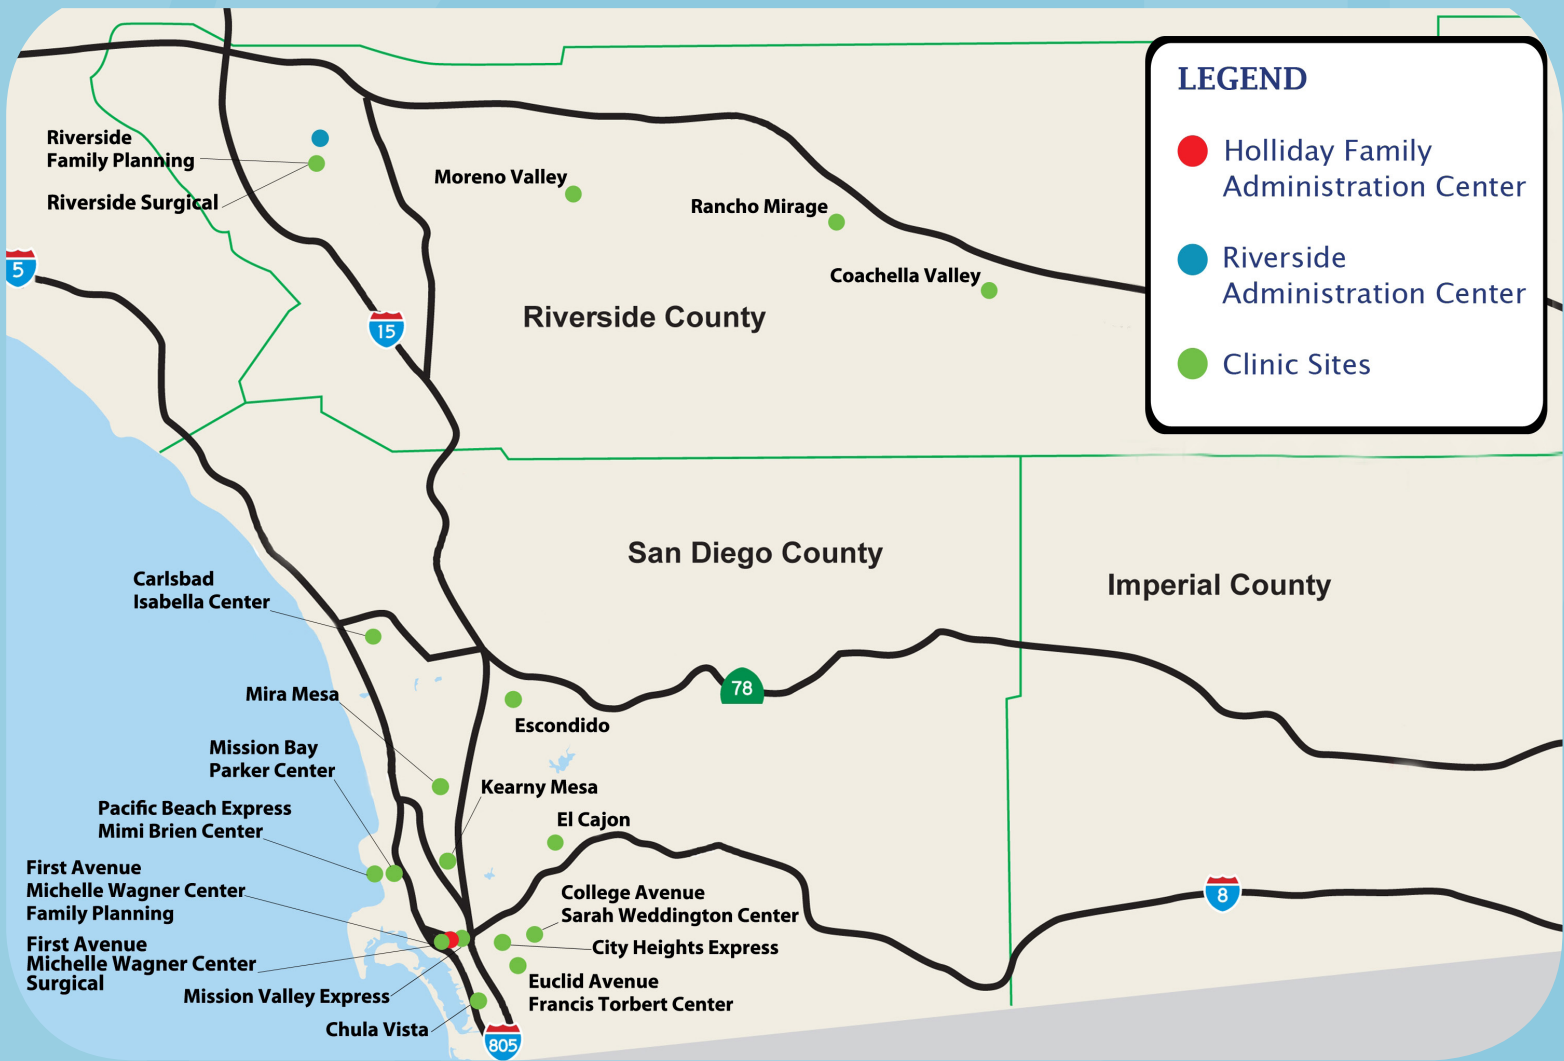 LEGEND
Holliday Family
Administration Center
Riverside
Administration Center
Clinic Sites
Riverside
Family Planning
Riverside Surgical
Moreno Valley
Rancho Mirage
Coachella Valley
5
15
Riverside County
San Diego County
Imperial County
Carlsbad
Isabella Center
Mira Mesa
78
Escondido
Mission Bay
Parker Center
Kearny Mesa
Pacific Beach Express
Mimi Brien Center
El Cajon
First Avenue
Michelle Wagner Center
Family Planning
8
College Avenue
Sarah Weddington Center
First Avenue
Michelle Wagner Center
Surgical
City Heights Express
Mission Valley Express
Euclid Avenue
Francis Torbert Center
Chula Vista
805